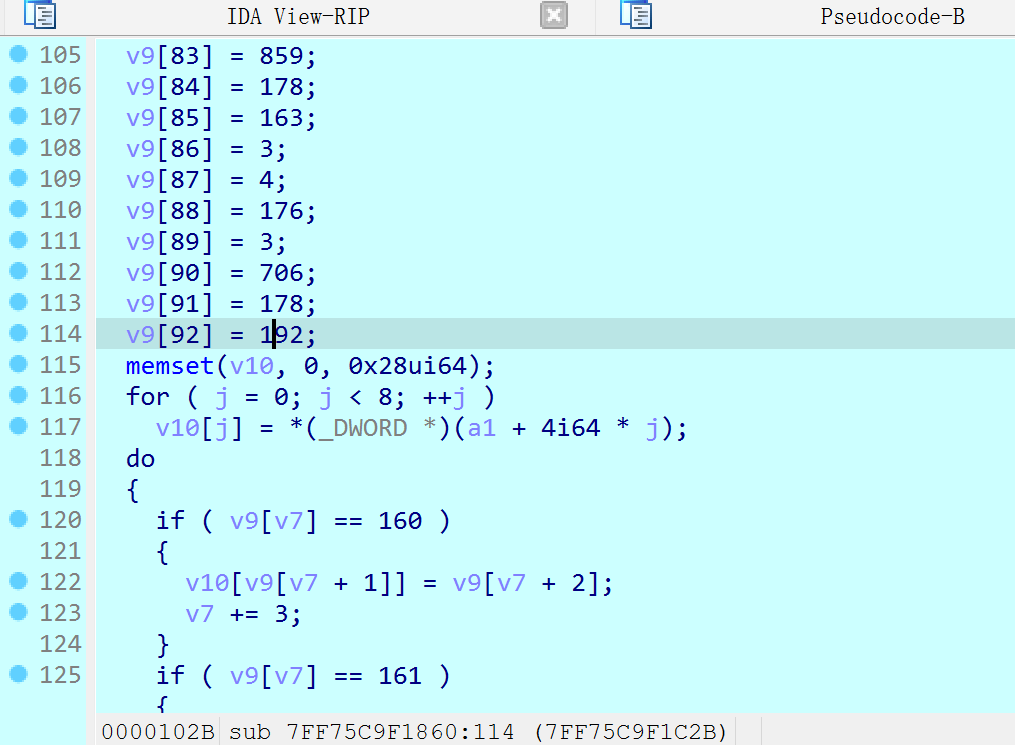 IDA View-RIP Pseudocode-B
105 v9[83] = 859;
106 v9[84] = 178;
107 v9[85] = 163;
108 v9[86] = 3;
109 v9[87] = 4;
110 v9[88] = 176;
111 v9[89] = 3;
112 v9[90] = 706;
113 v9[91] = 178;
114 v9[92] = 192;
115 memset(v10, 0, 0x28ui64);
116 for ( j = 0; j < 8; ++j )
117 v10[j] = *(_DWORD *)(a1 + 4i64 * j);
118 do
119 {
120 if ( v9[v7] == 160 )
121 {
122 v10[v9[v7 + 1]] = v9[v7 + 2];
123 v7 += 3;
124 }
125 if ( v9[v7] == 161 )
{
0000102B sub 7FF75C9F1860:114 (7FF75C9F1C2B)